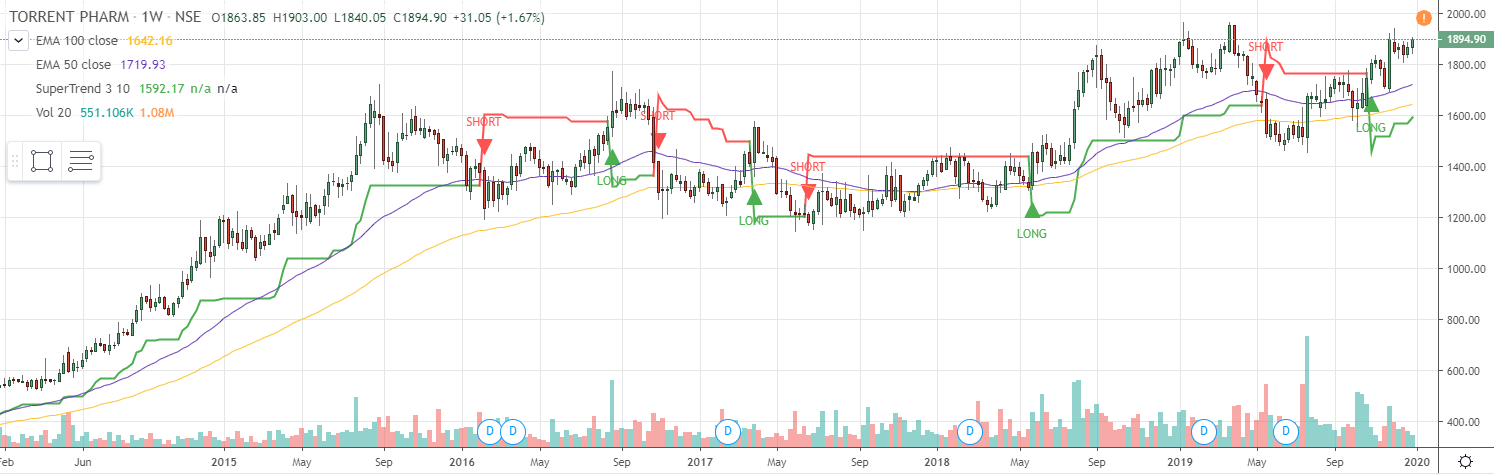 TORRENT PHARM · 1W · NSE O1863.85 H1903.00 L1840.05 C1894.90 +31.05 (+1.67%)
EMA 100 close 1642.16
EMA 50 close 1719.93
SuperTrend 3 10 1592.17 n/a n/a
Vol 20 551.106K 1.08M
2000.00
1894.90
1800.00
1600.00
1400.00
1200.00
1000.00
800.00
600.00
400.00
SHORT
LONG
SHORT
LONG
SHORT
LONG
SHORT
LONG
D D D D D D
Feb Jun 2015 May Sep 2016 May Sep 2017 May Sep 2018 May Sep 2019 May Sep 2020